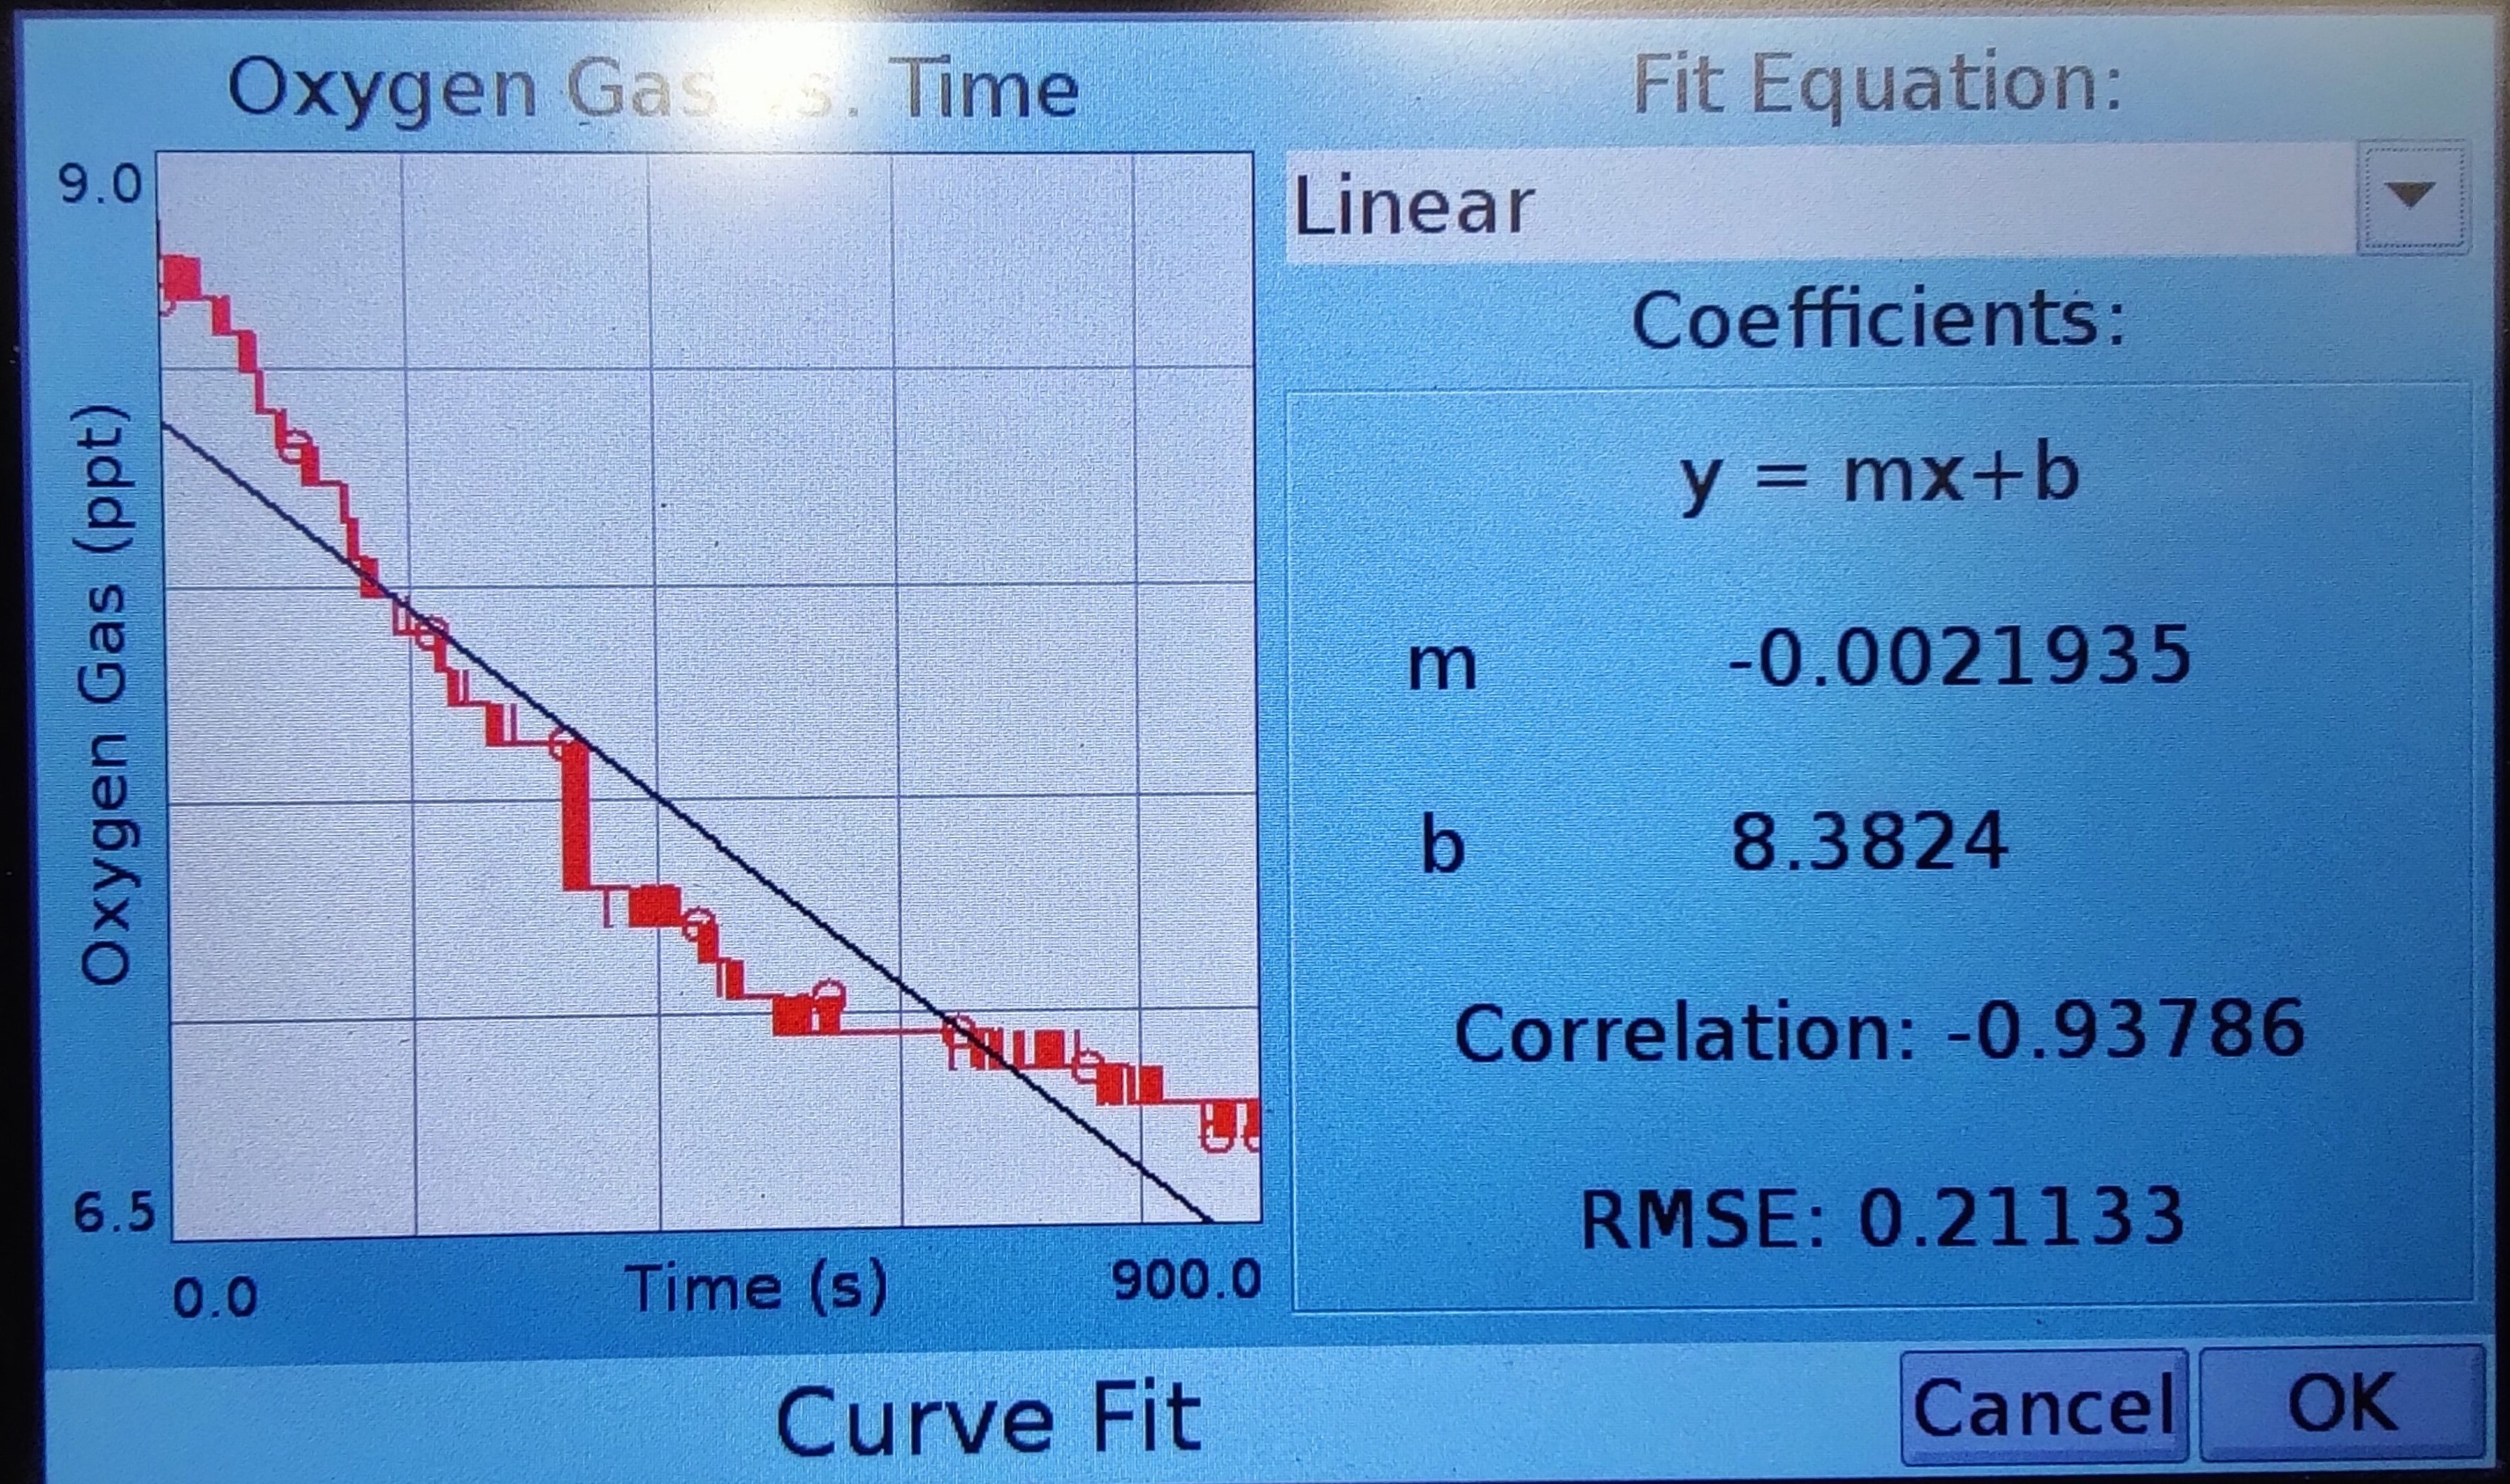 Oxygen Gas vs. Time
9.0
Oxygen Gas (ppt)
6.5
0.0
Time (s)
900.0
Fit Equation:
Linear
Coefficients:
y = mx+b
m -0.0021935
b 8.3824
Correlation: -0.93786
RMSE: 0.21133
Curve Fit
Cancel
OK